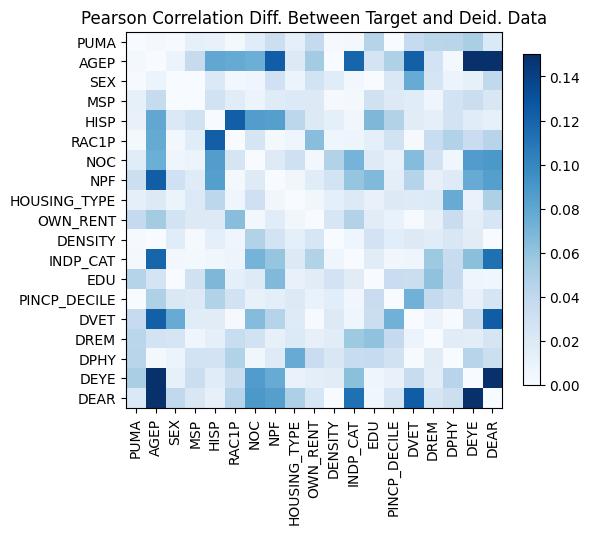 Pearson Correlation Diff. Between Target and Deid. Data
PUMA
AGEP
SEX
MSP
HISP
RAC1P
NOC
NPF
HOUSING_TYPE
OWN_RENT
DENSITY
INDP_CAT
EDU
PINCP_DECILE
DVET
DREM
DPHY
DEYE
DEAR
0.14
0.12
0.10
0.08
0.06
0.04
0.02
0.00
PUMA
AGEP
SEX
MSP
HISP
RAC1P
NOC
NPF
HOUSING_TYPE
OWN_RENT
DENSITY
INDP_CAT
EDU
PINCP_DECILE
DVET
DREM
DPHY
DEYE
DEAR